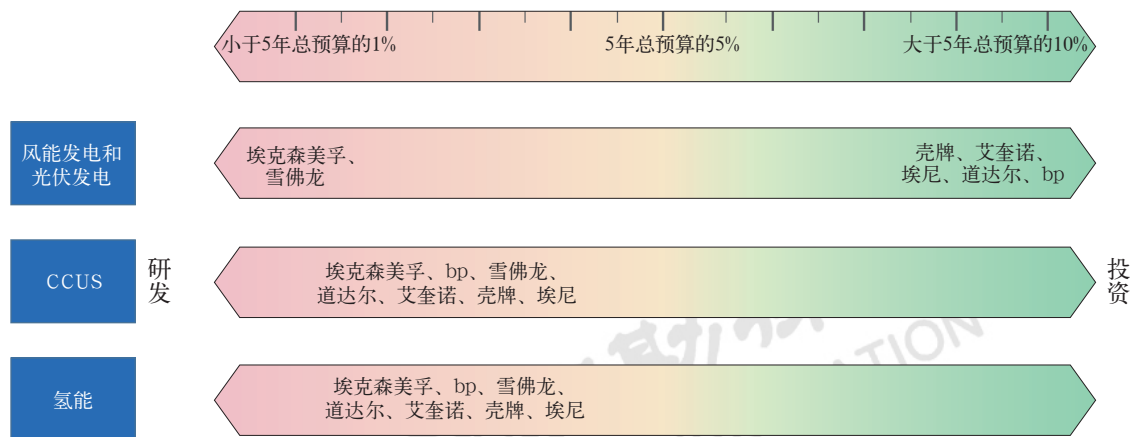 小于5年总预算的1% 5年总预算的5% 大于5年总预算的10%
风能发电和
光伏发电
埃克森美孚、
雪佛龙
壳牌、艾奎诺、
埃尼、道达尔、bp
CCUS
研发
埃克森美孚、bp、雪佛龙、
道达尔、艾奎诺、壳牌、埃尼
投资
氢能
埃克森美孚、bp、雪佛龙、
道达尔、艾奎诺、壳牌、埃尼